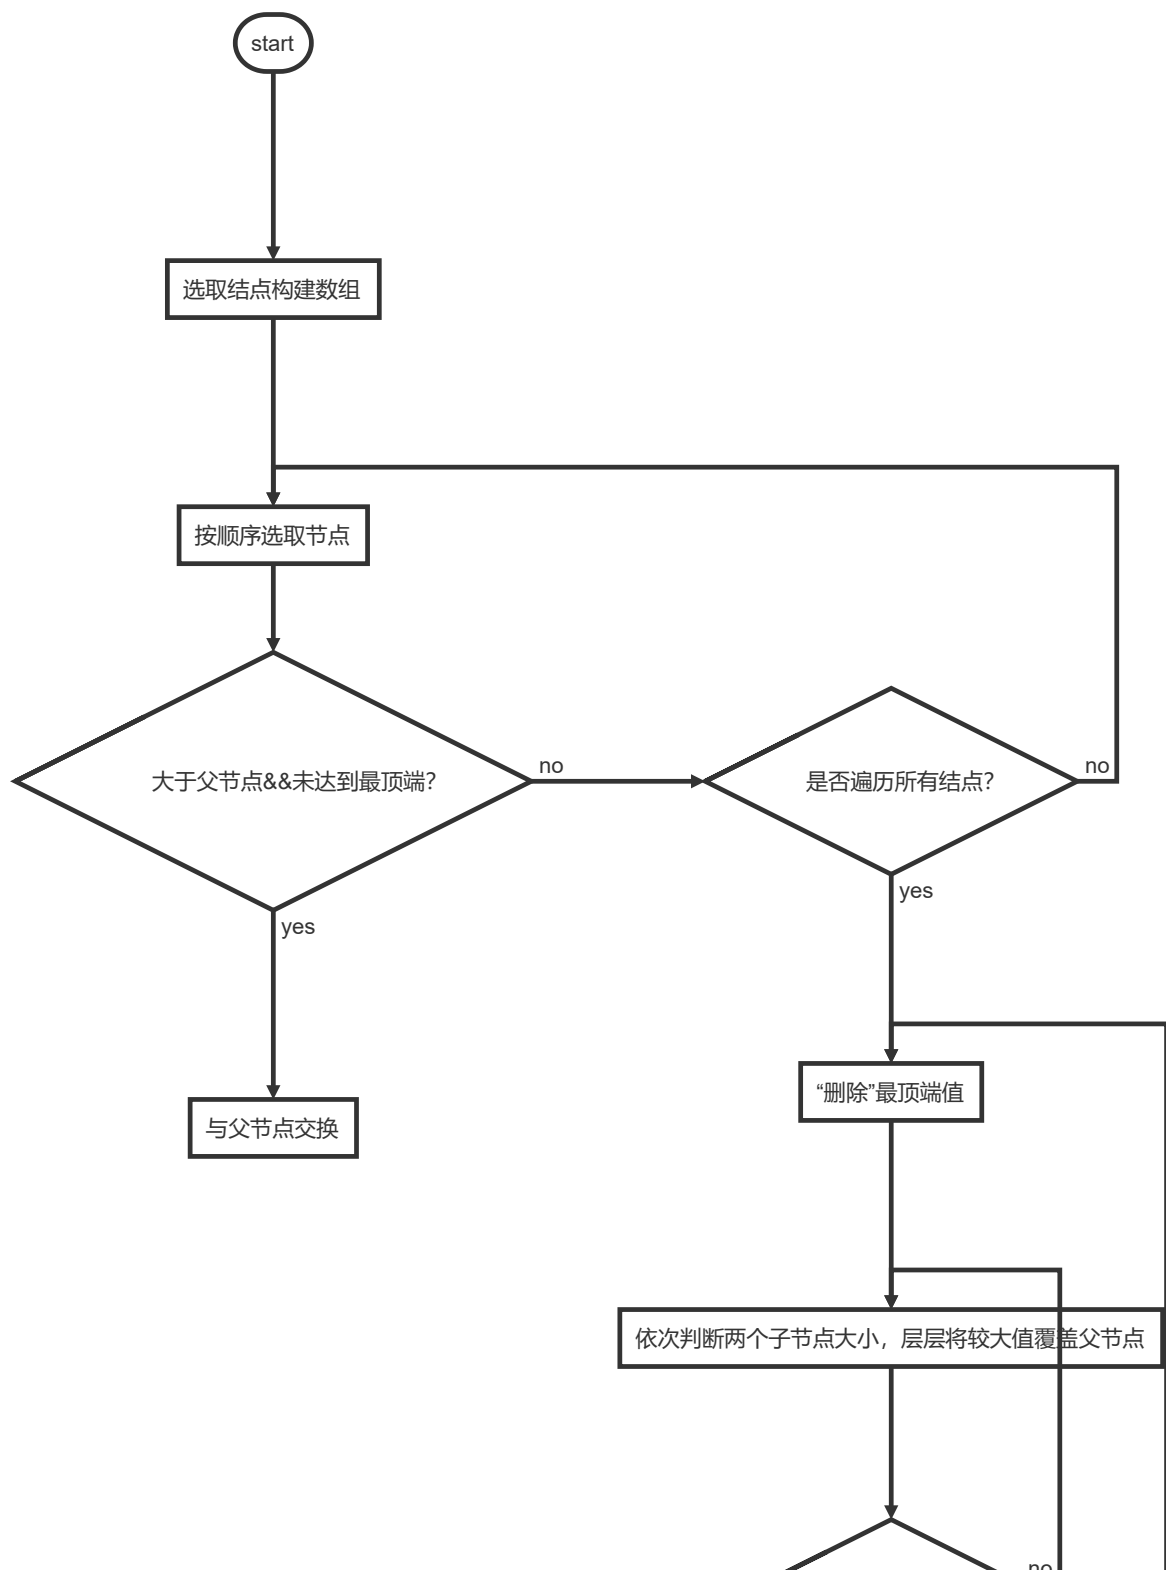 start
选取结点构建数组
按顺序选取节点
大于父节点&&未达到最顶端?
no
是否遍历所有结点?
no
yes
yes
“删除”最顶端值
与父节点交换
依次判断两个子节点大小，层层将较大值覆盖父节点
no